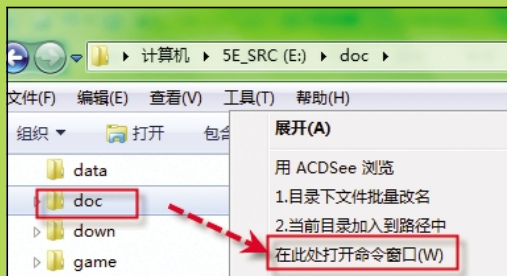 计算机 ▸ 5E_SRC (E:) ▸ doc ▸
文件(F) 编辑(E) 查看(V) 工具(T) 帮助(H)
组织 打开
展开(A)
data
用 ACDSee 浏览
doc
1.目录下文件批量改名
down
2.当前目录加入到路径中
game
在此处打开命令窗口(W)